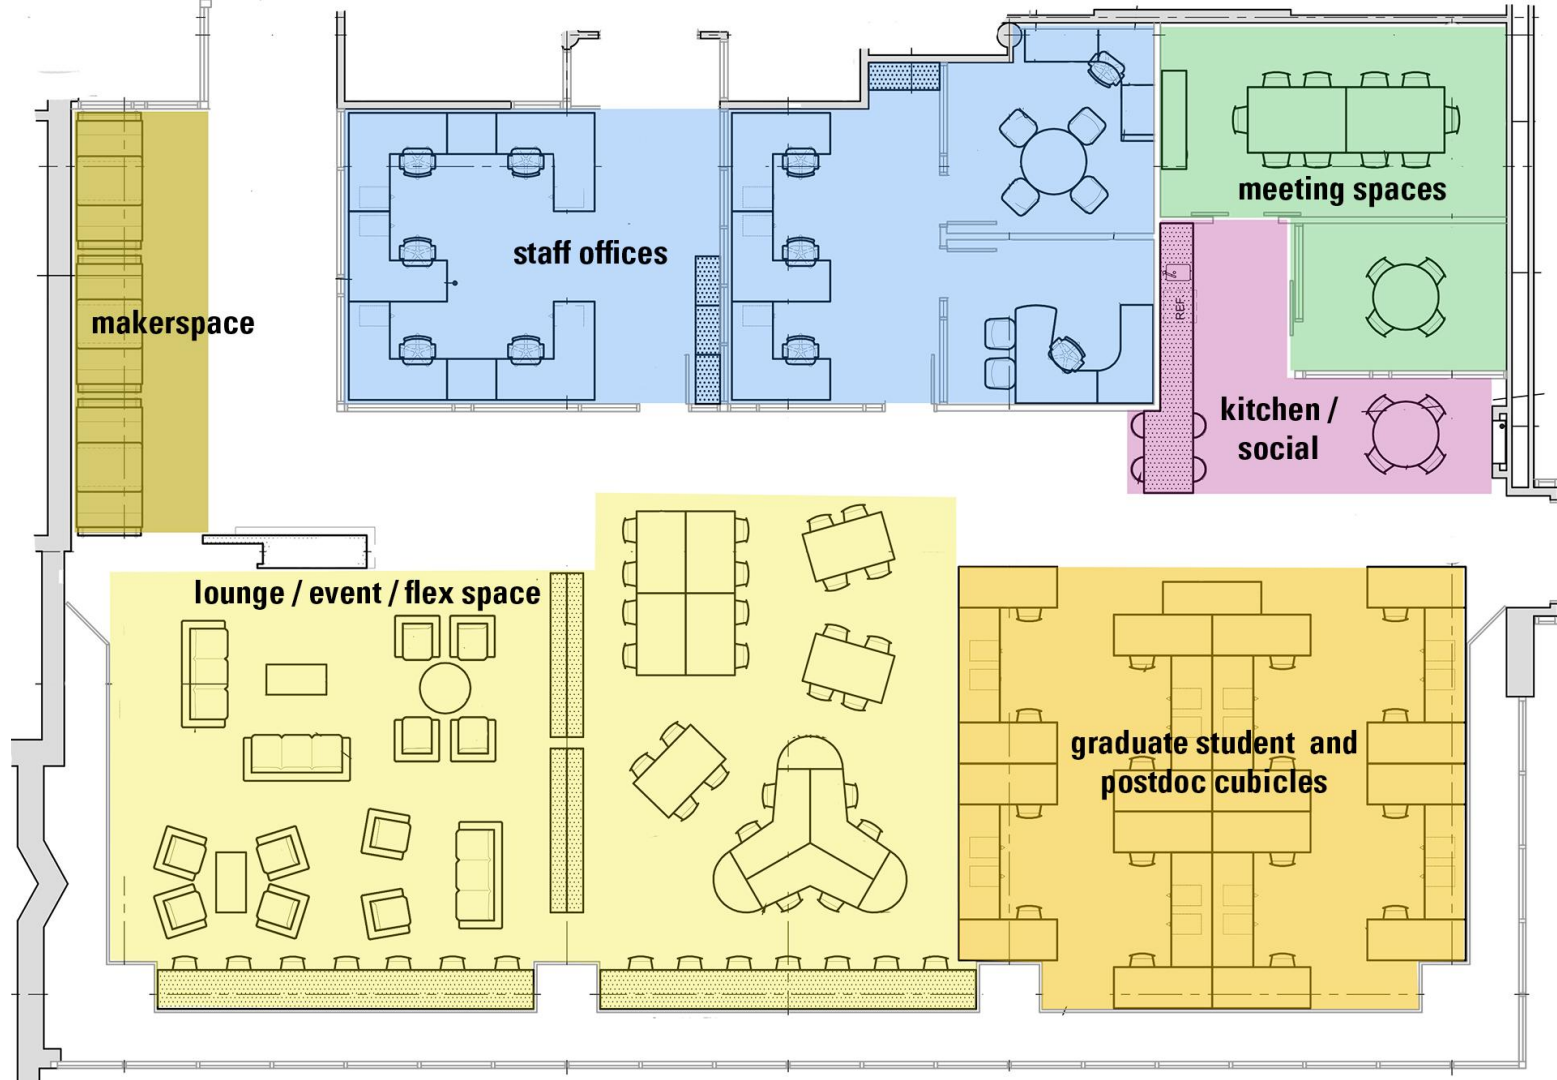 meeting spaces
staff offices
REF
makerspace
kitchen /
social
lounge / event / flex space
graduate student and
postdoc cubicles